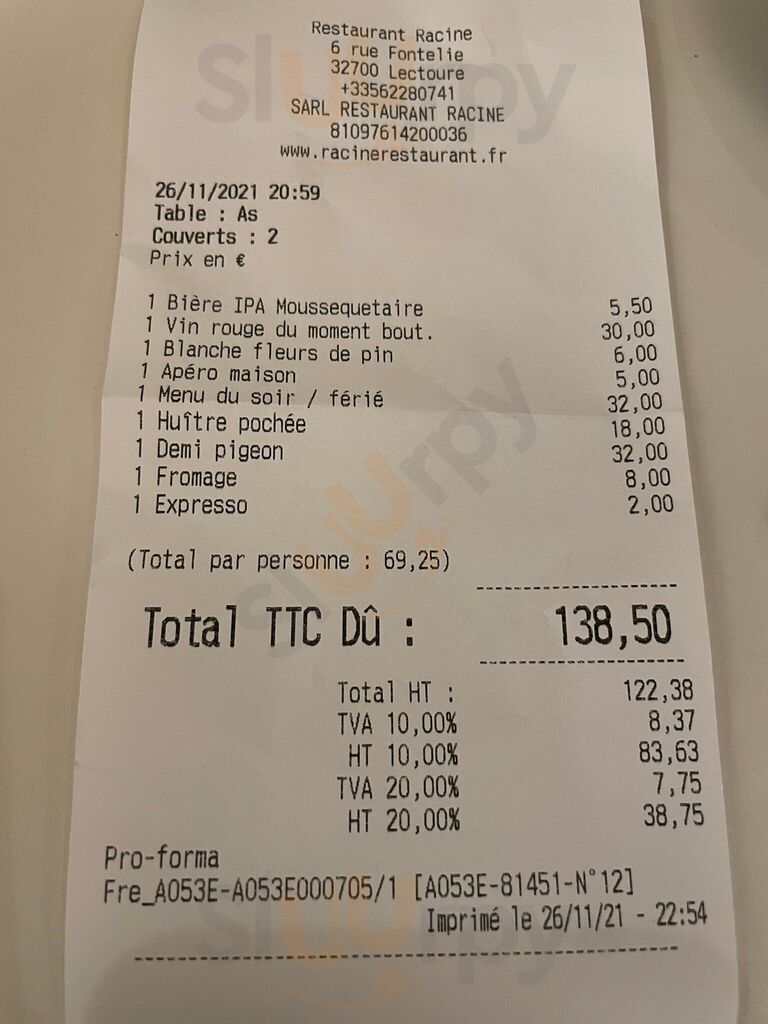 Restaurant Racine
6 rue Fontelie
32700 Lectoure
+33562280741
SARL RESTAURANT RACINE
81097614200036
www.racinerestaurant.fr
26/11/2021 20:59
Table : As
Couverts : 2
Prix en €
1 Bière IPA Moussequetaire 5,50
1 Vin rouge du moment bout. 30,00
1 Blanche fleurs de pin 6,00
1 Apéro maison 5,00
1 Menu du soir / férié 32,00
1 Huître pochée 18,00
1 Demi pigeon 32,00
1 Fromage 8,00
1 Expresso 2,00
(Total par personne : 69,25)
Total TTC Dû : 138,50
Total HT : 122,38
TVA 10,00% 8,37
HT 10,00% 83,63
TVA 20,00% 7,75
HT 20,00% 38,75
Pro-forma
Fre_A053E-A053E000705/1 [A053E-81451-N°12]
Imprimé le 26/11/21 - 22:54
Slurpy
Slurpy
Slurpy